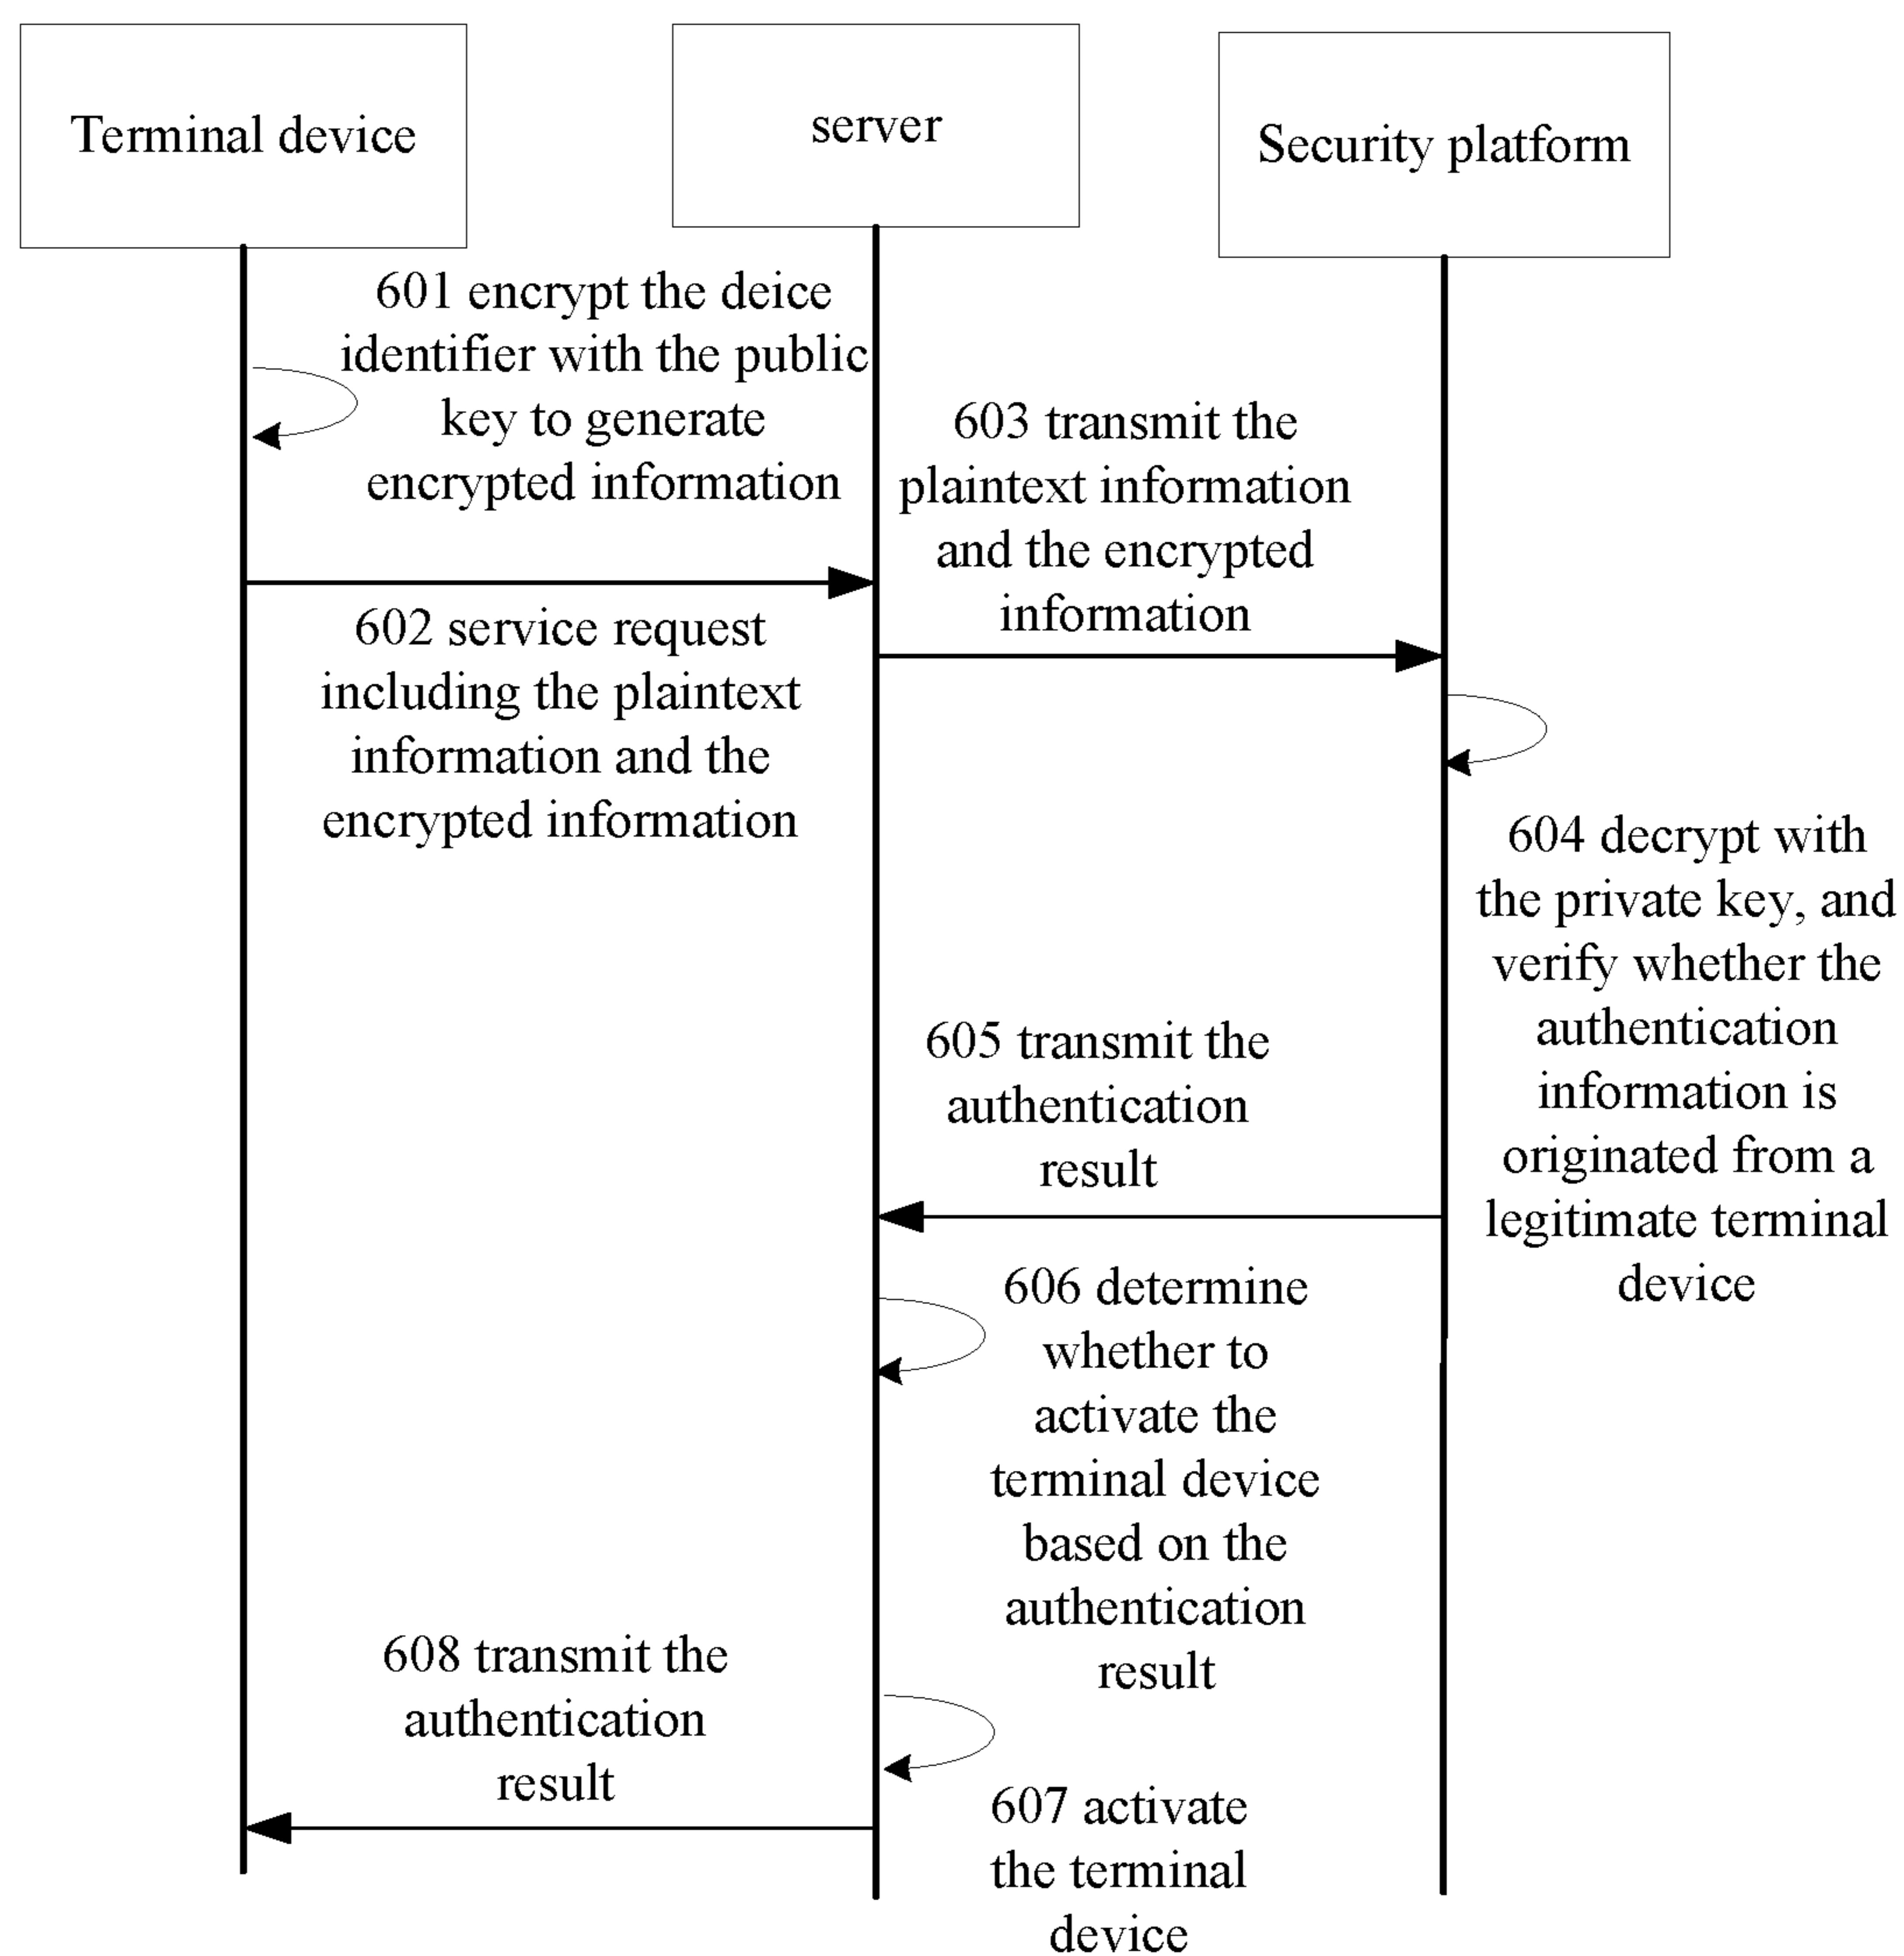 Terminal device
server
Security platform
601 encrypt the deice
identifier with the public
key to generate
encrypted information
602 service request
including the plaintext
information and the
encrypted information
603 transmit the
plaintext information
and the encrypted
information
604 decrypt with
the private key, and
verify whether the
authentication
information is
originated from a
legitimate terminal
device
605 transmit the
authentication
result
606 determine
whether to
activate the
terminal device
based on the
authentication
result
607 activate
the terminal
device
608 transmit the
authentication
result